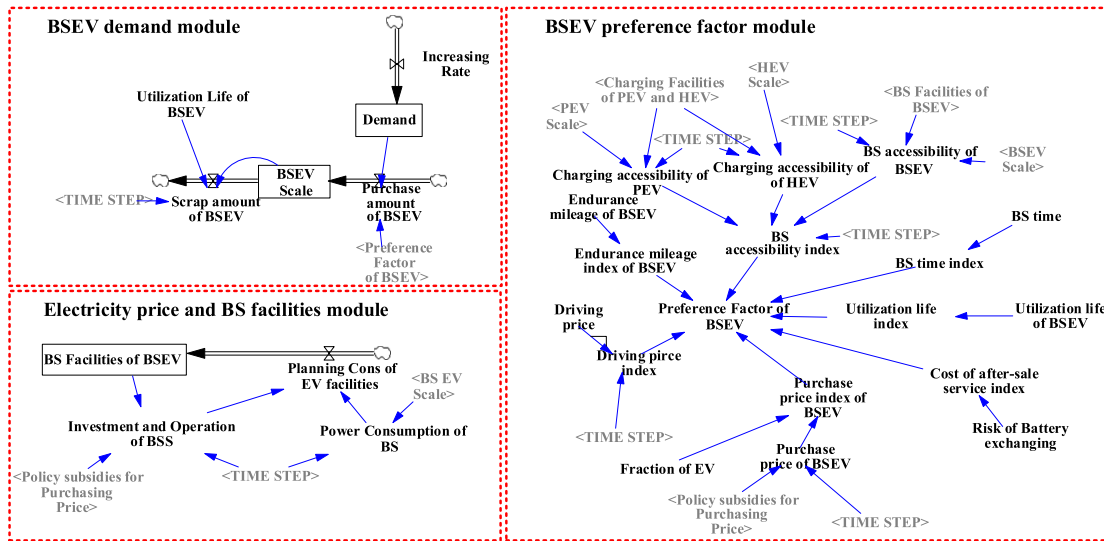 BSEV demand module
Increasing
Rate
Utilization Life of
BSEV
Demand
BSEV
Scale
<TIME STEP>
Scrap amount
of BSEV
Purchase
amount
of BSEV
<Preference
Factor
of BSEV>
Electricity price and BS facilities module
BS Facilities of BSEV
Planning Cons of
EV facilities
<BS EV
Scale>
Investment and Operation
of BSS
Power Consumption of
BS
<Policy subsidies for
Purchasing
Price>
<TIME STEP>
BSEV preference factor module
<HEV
Scale>
<Charging Facilities
of PEV and HEV>
<BS Facilities of
BSEV>
<PEV
Scale>
<TIME STEP>
<TIME STEP>
BS accessibility of
BSEV
<BSEV
Scale>
Charging accessibility of
PEV
Charging accessibility
of HEV
Endurance
mileage of BSEV
BS
accessibility index
<TIME STEP>
BS time
Endurance mileage
index of BSEV
BS time index
Driving
price
Preference Factor of
BSEV
Utilization life
index
Utilization life
of BSEV
Driving pirce
index
Cost of after-sale
service index
Purchase
price index of
BSEV
Risk of Battery
exchanging
<TIME STEP>
Fraction of EV
Purchase
price of BSEV
<Policy subsidies for
Purchasing
Price>
<TIME STEP>